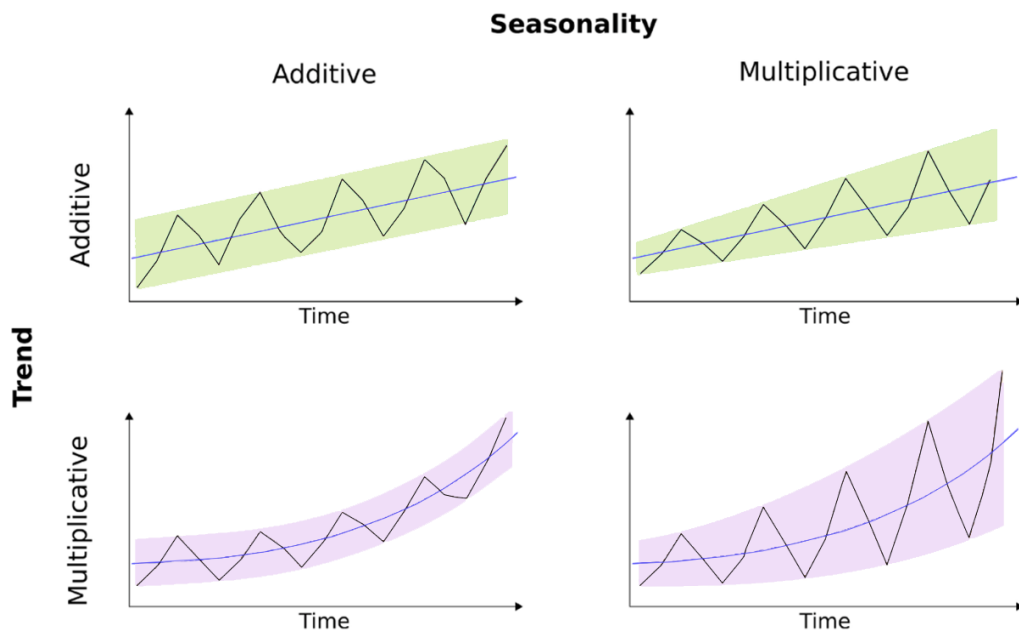 Seasonality
Additive
Multiplicative
Additive
Time
Time
Trend
Multiplicative
Time
Time